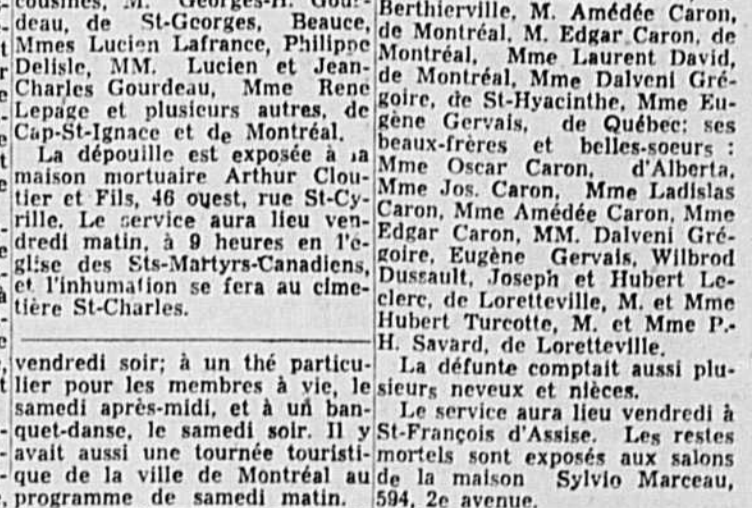 cousines, M. Georges-H. Gour-
deau, de St-Georges, Beauce,
Mmes Lucien Lafrance, Philippe
Delisle, MM. Lucien et Jean-
Charles Gourdeau, Mme René
Lepage et plusieurs autres, de
Cap-St-Ignace et de Montréal.
La dépouille est exposée à la
maison mortuaire Arthur Clou-
tier et Fils, 46 ouest, rue St-Cy-
rille. Le service aura lieu ven-
dredi matin, à 9 heures en l'é-
glise des Sts-Martyrs-Canadiens,
et l'inhumation se fera au cime-
tière St-Charles.
vendredi soir; à un thé particu-
lier pour les membres à vie, le
samedi après-midi, et à un ban-
quet-danse, le samedi soir. Il y
avait aussi une tournée touristi-
que de la ville de Montréal au
programme de samedi matin.
Berthierville, M. Amédée Caron,
de Montréal, M. Edgar Caron, de
Montréal, Mme Laurent David,
de Montréal, Mme Dalveni Gré-
goire, de St-Hyacinthe, Mme Eu-
gène Gervais, de Québec; ses
beaux-frères et belles-soeurs :
Mme Oscar Caron, d'Alberta,
Mme Jos. Caron, Mme Ladislas
Caron, Mme Amédée Caron, Mme
Edgar Caron, MM. Dalveni Gré-
goire, Eugène Gervais, Wilbrod
Dussault, Joseph et Hubert Le-
clerc, de Loretteville, M. et Mme
Hubert Turcotte, M. et Mme P.-
H. Savard, de Loretteville.
La défunte comptait aussi plu-
sieurs neveux et nièces.
Le service aura lieu vendredi à
St-François d'Assise. Les restes
mortels sont exposés aux salons
de la maison Sylvio Marceau,
594, 2e avenue.